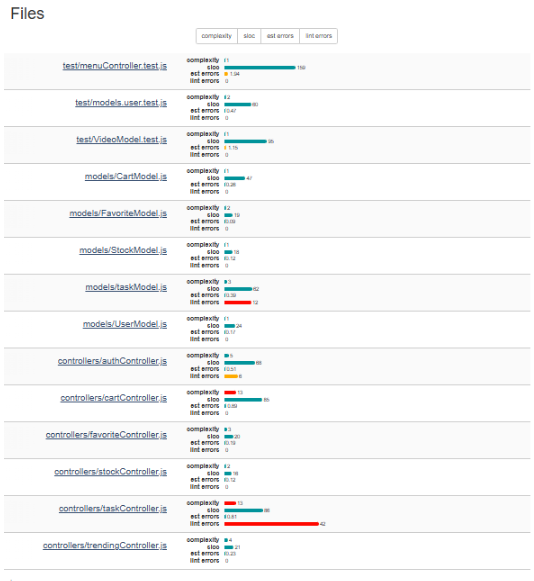 Files
complexity sloc est errors lint errors
test/menuController.test.js
complexity 1
sloc
est errors 1.94
lint errors 0
test/models.user.test.js
complexity 2
sloc 60
est errors 0.47
lint errors 0
test/VideoModel.test.js
complexity 1
sloc 95
est errors 1.15
lint errors 0
models/CartModel.js
complexity 1
sloc 47
est errors 0.28
lint errors 0
models/FavoriteModel.js
complexity 2
sloc 19
est errors
lint errors 0
models/StockModel.js
complexity 1
sloc 18
est errors 0.12
lint errors 0
models/taskModel.js
complexity 3
sloc 62
est errors 0.39
lint errors 12
models/UserModel.js
complexity 1
sloc 24
est errors 0.17
lint errors 0
controllers/authController.js
complexity 5
sloc 68
est errors 0.51
lint errors 6
controllers/cartController.js
complexity 13
sloc 85
est errors 0.89
lint errors 0
controllers/favoriteController.js
complexity 3
sloc 20
est errors
lint errors 0
controllers/stockController.js
complexity 2
sloc
est errors 0.12
lint errors 0
controllers/taskController.js
complexity 13
sloc
est errors 0.81
lint errors 42
controllers/trendingController.js
complexity 4
sloc 21
est errors 0.23
lint errors 0